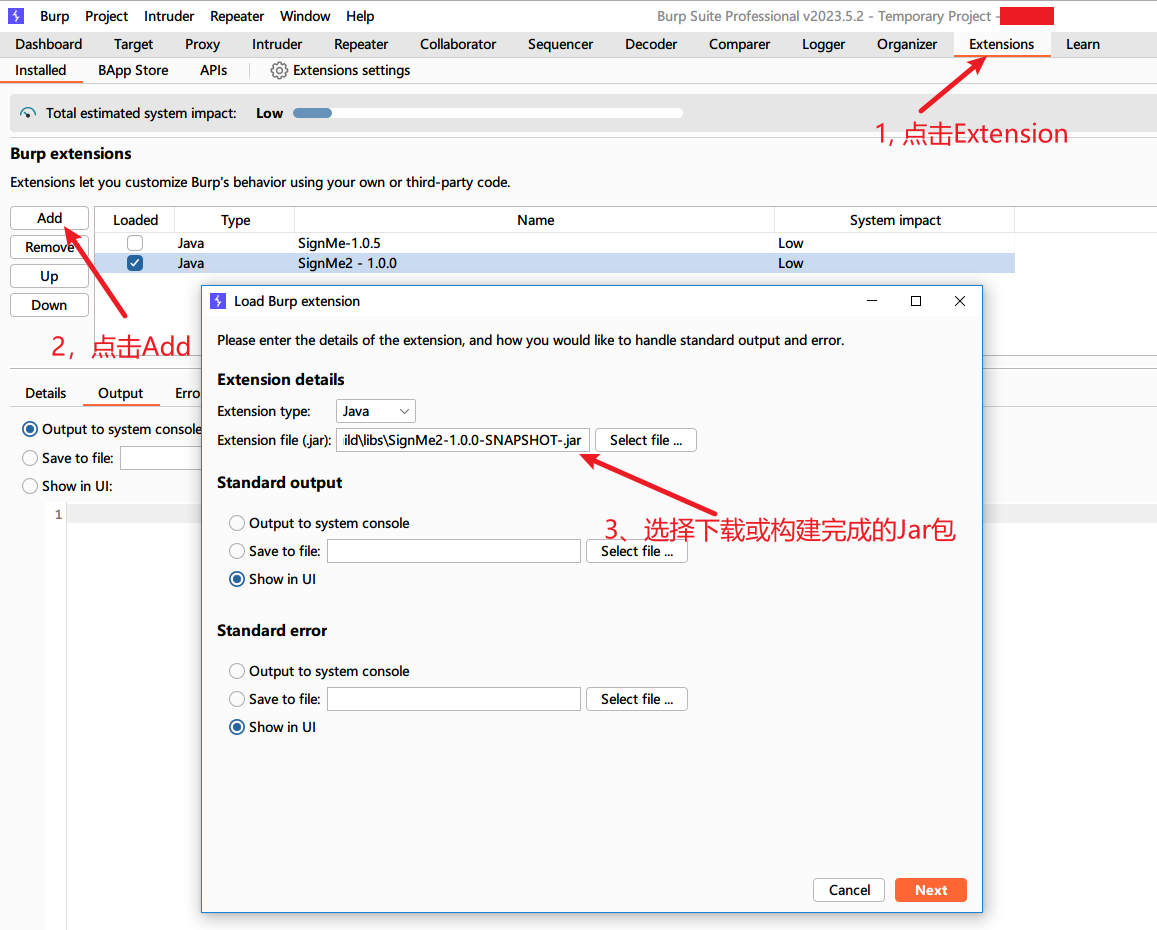 Burp Project Intruder Repeater Window Help Burp Suite Professional v2023.5.2 - Temporary Project -
Dashboard Target Proxy Intruder Repeater Collaborator Sequencer Decoder Comparer Logger Organizer Extensions Learn
Installed BApp Store APIs Extensions settings
Total estimated system impact: Low
1, 点击Extension
Burp extensions
Extensions let you customize Burp's behavior using your own or third-party code.
Add Loaded Type Name System impact
Remove Java SignMe-1.0.5 Low
Java SignMe2 - 1.0.0 Low
Up
Down
2，点击Add
Load Burp extension
Please enter the details of the extension, and how you would like to handle standard output and error.
Extension details
Extension type: Java
Extension file (.jar): ild\libs\SignMe2-1.0.0-SNAPSHOT-.jar Select file ...
3、选择下载或构建完成的Jar包
Standard output
Output to system console
Save to file: Select file ...
Show in UI
Standard error
Output to system console
Save to file: Select file ...
Show in UI
Cancel Next
Details Output Erro
Output to system console
Save to file:
Show in UI:
1